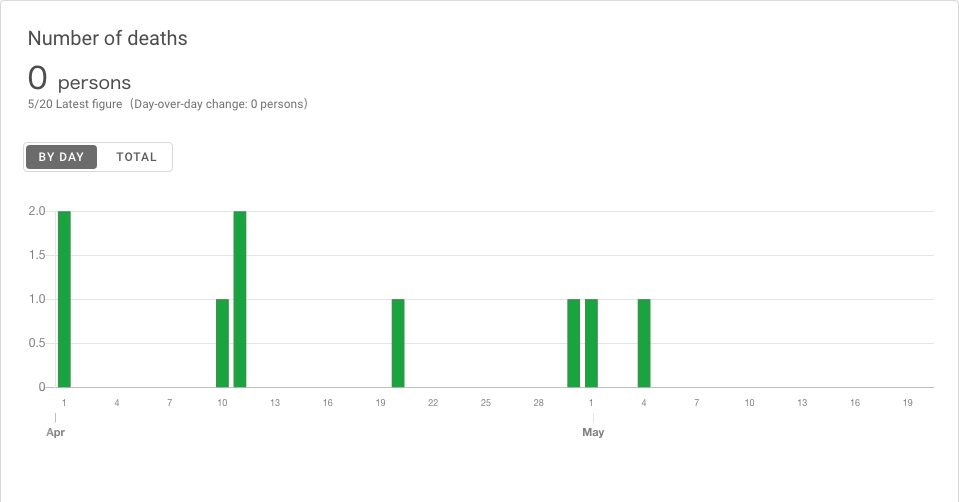 Number of deaths
0 persons
5/20 Latest figure（Day-over-day change: 0 persons）
BY DAY TOTAL
2.0
1.5
1.0
0.5
0
1 4 7 10 13 16 19 22 25 28 1 4 7 10 13 16 19
Apr May